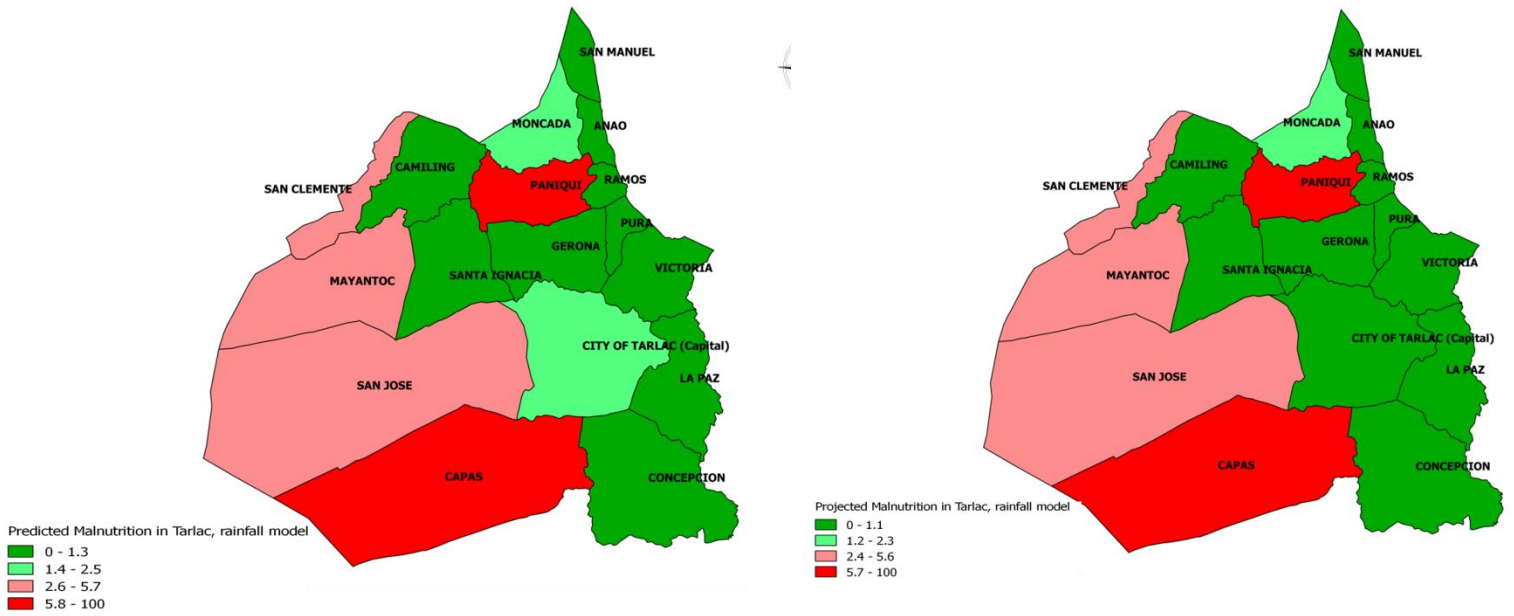 SAN MANUEL
MONCADA
ANAO
CAMILING
RAMOS
SAN CLEMENTE
PANIQUI
PURA
GERONA
VICTORIA
SANTA IGNACIA
MAYANTOC
CITY OF TARLAC (Capital)
LA PAZ
SAN JOSE
CAPAS
CONCEPCION
Predicted Malnutrition in Tarlac, rainfall model
0 - 1.3
1.4 - 2.5
2.6 - 5.7
5.8 - 100
SAN MANUEL
MONCADA
ANAO
CAMILING
RAMOS
SAN CLEMENTE
PANIQUI
PURA
GERONA
VICTORIA
SANTA IGNACIA
MAYANTOC
CITY OF TARLAC (Capital)
LA PAZ
SAN JOSE
CAPAS
CONCEPCION
Projected Malnutrition in Tarlac, rainfall model
0 - 1.1
1.2 - 2.3
2.4 - 5.6
5.7 - 100